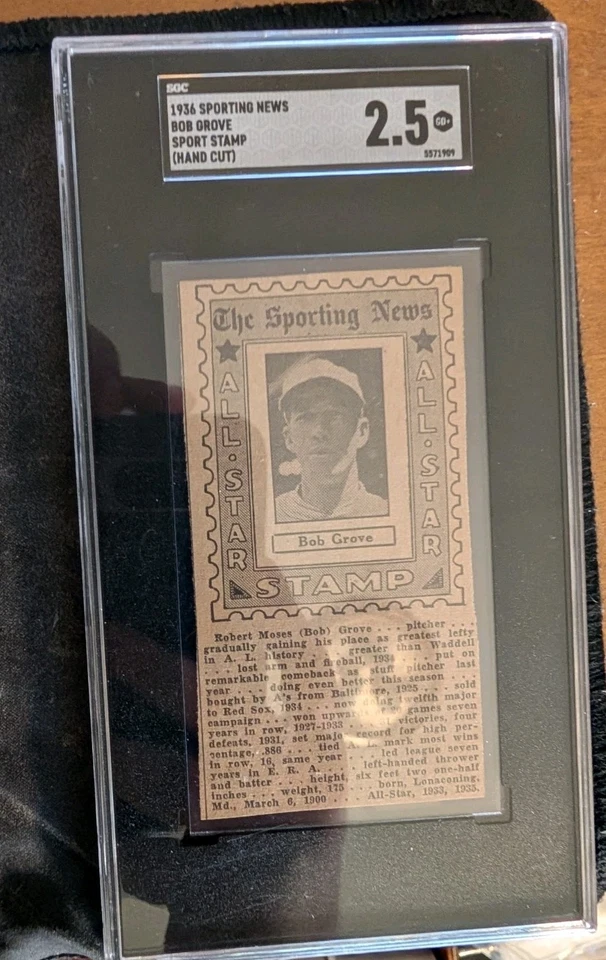 SGC
1936 SPORTING NEWS
BOB GROVE
SPORT STAMP
(HAND CUT)
2.5 GD+
5571909
The Sporting News
ALL·STAR
ALL·STAR
Bob Grove
STAMP
Robert Moses (Bob) Grove . . . pitcher . . .
gradually gaining his place as greatest lefty
in A. L. history . . . greater than Waddell
. . . lost arm and fireball, 1934 . . . put on
remarkable comeback as stuff pitcher last
year . . . doing even better this season . . .
bought by A's from Baltimore, 1925 . . . sold
to Red Sox, 1934 . . . now doing twelfth major
campaign . . . won upwards games seven
years in row, 1927-1933 . . . victories, four
defeats, 1931, set major record for high per-
centage, .886 . . . tied mark most wins
in row, 16, same year . . . led league seven
years in E. R. A. . . . left-handed thrower
and batter . . . height, six feet two one-half
inches . . . weight, 175 . . . born, Lonaconing,
Md., March 6, 1900 . . . All-Star, 1933, 1935.